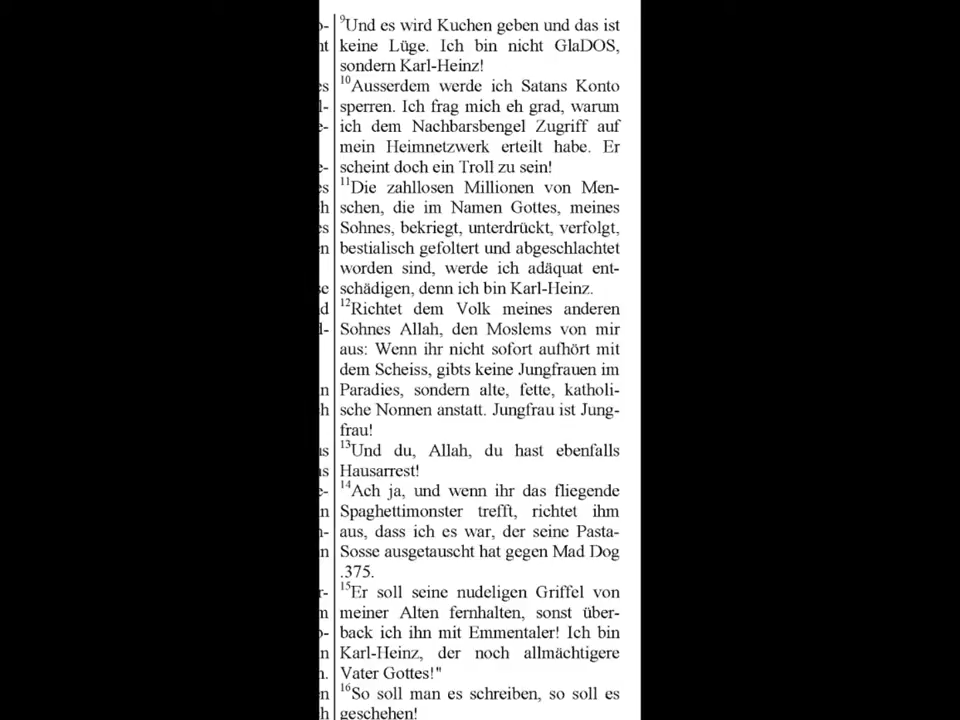 ⁹Und es wird Kuchen geben und das ist
keine Lüge. Ich bin nicht GlaDOS,
sondern Karl-Heinz!
¹⁰Ausserdem werde ich Satans Konto
sperren. Ich frag mich eh grad, warum
ich dem Nachbarsbengel Zugriff auf
mein Heimnetzwerk erteilt habe. Er
scheint doch ein Troll zu sein!
¹¹Die zahllosen Millionen von Men-
schen, die im Namen Gottes, meines
Sohnes, bekriegt, unterdrückt, verfolgt,
bestialisch gefoltert und abgeschlachtet
worden sind, werde ich adäquat ent-
schädigen, denn ich bin Karl-Heinz.
¹²Richtet dem Volk meines anderen
Sohnes Allah, den Moslems von mir
aus: Wenn ihr nicht sofort aufhört mit
dem Scheiss, gibts keine Jungfrauen im
Paradies, sondern alte, fette, katholi-
sche Nonnen anstatt. Jungfrau ist Jung-
frau!
¹³Und du, Allah, du hast ebenfalls
Hausarrest!
¹⁴Ach ja, und wenn ihr das fliegende
Spaghettimonster trefft, richtet ihm
aus, dass ich es war, der seine Pasta-
Sosse ausgetauscht hat gegen Mad Dog
.375.
¹⁵Er soll seine nudeligen Griffel von
meiner Alten fernhalten, sonst über-
back ich ihn mit Emmentaler! Ich bin
Karl-Heinz, der noch allmächtigere
Vater Gottes!"
¹⁶So soll man es schreiben, so soll es
geschehen!